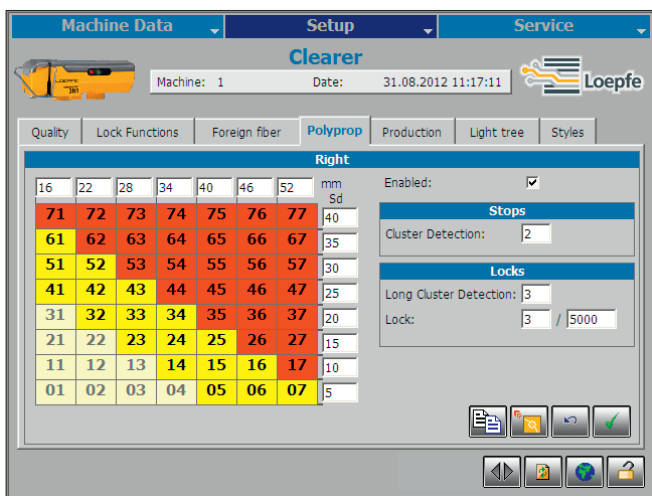 Machine Data Setup Service
Clearer
Machine: 1 Date: 31.08.2012 11:17:11
Loepfe
Quality Lock Functions Foreign fiber Polyprop Production Light tree Styles
Right
16 22 28 34 40 46 52 mm
Sd
71 72 73 74 75 76 77 40
61 62 63 64 65 66 67 35
51 52 53 54 55 56 57 30
41 42 43 44 45 46 47 25
31 32 33 34 35 36 37 20
21 22 23 24 25 26 27 15
11 12 13 14 15 16 17 10
01 02 03 04 05 06 07 5
Enabled:
Stops
Cluster Detection: 2
Locks
Long Cluster Detection: 3
Lock: 3 / 5000